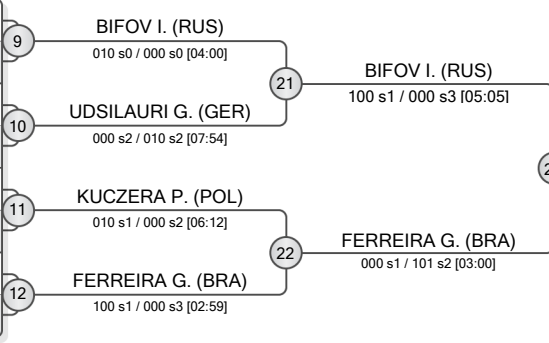 9
BIFOV I. (RUS)
010 s0 / 000 s0 [04:00]
21
BIFOV I. (RUS)
100 s1 / 000 s3 [05:05]
10
UDSILAURI G. (GER)
000 s2 / 010 s2 [07:54]
11
KUCZERA P. (POL)
010 s1 / 000 s2 [06:12]
22
FERREIRA G. (BRA)
000 s1 / 101 s2 [03:00]
12
FERREIRA G. (BRA)
100 s1 / 000 s3 [02:59]